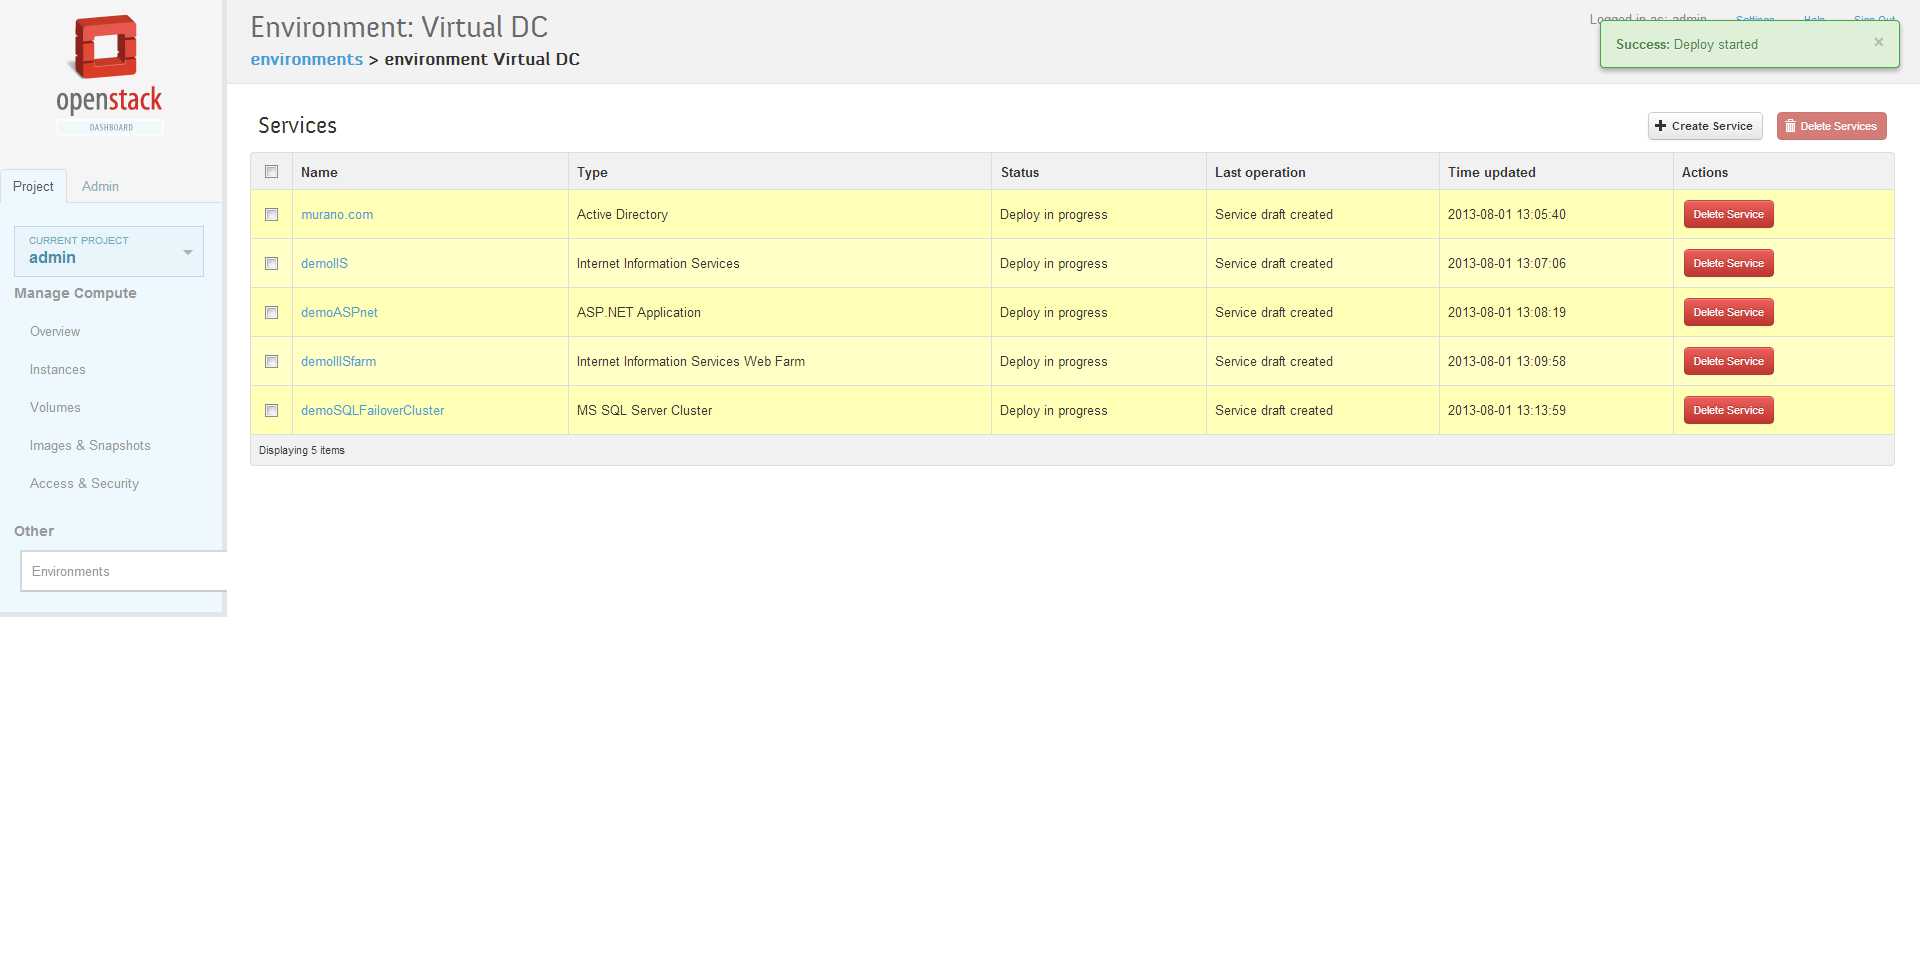 openstack
DASHBOARD
Project
Admin
CURRENT PROJECT
admin
Manage Compute
Overview
Instances
Volumes
Images & Snapshots
Access & Security
Other
Environments
Environment: Virtual DC
environments > environment Virtual DC
Logged in as: admin
Settings
Help
Sign Out
Success: Deploy started ×
Services
Create Service
Delete Services
Name Type Status Last operation Time updated Actions
murano.com Active Directory Deploy in progress Service draft created 2013-08-01 13:05:40 Delete Service
demoIIS Internet Information Services Deploy in progress Service draft created 2013-08-01 13:07:06 Delete Service
demoASPnet ASP.NET Application Deploy in progress Service draft created 2013-08-01 13:08:19 Delete Service
demoIIISfarm Internet Information Services Web Farm Deploy in progress Service draft created 2013-08-01 13:09:58 Delete Service
demoSQLFailoverCluster MS SQL Server Cluster Deploy in progress Service draft created 2013-08-01 13:13:59 Delete Service
Displaying 5 items